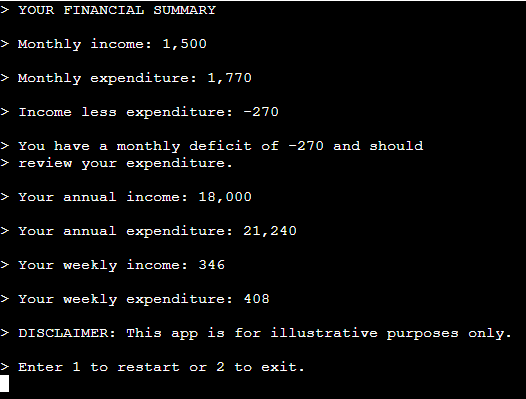 > YOUR FINANCIAL SUMMARY
> Monthly income: 1,500
> Monthly expenditure: 1,770
> Income less expenditure: -270
> You have a monthly deficit of -270 and should
> review your expenditure.
> Your annual income: 18,000
> Your annual expenditure: 21,240
> Your weekly income: 346
> Your weekly expenditure: 408
> DISCLAIMER: This app is for illustrative purposes only.
> Enter 1 to restart or 2 to exit.